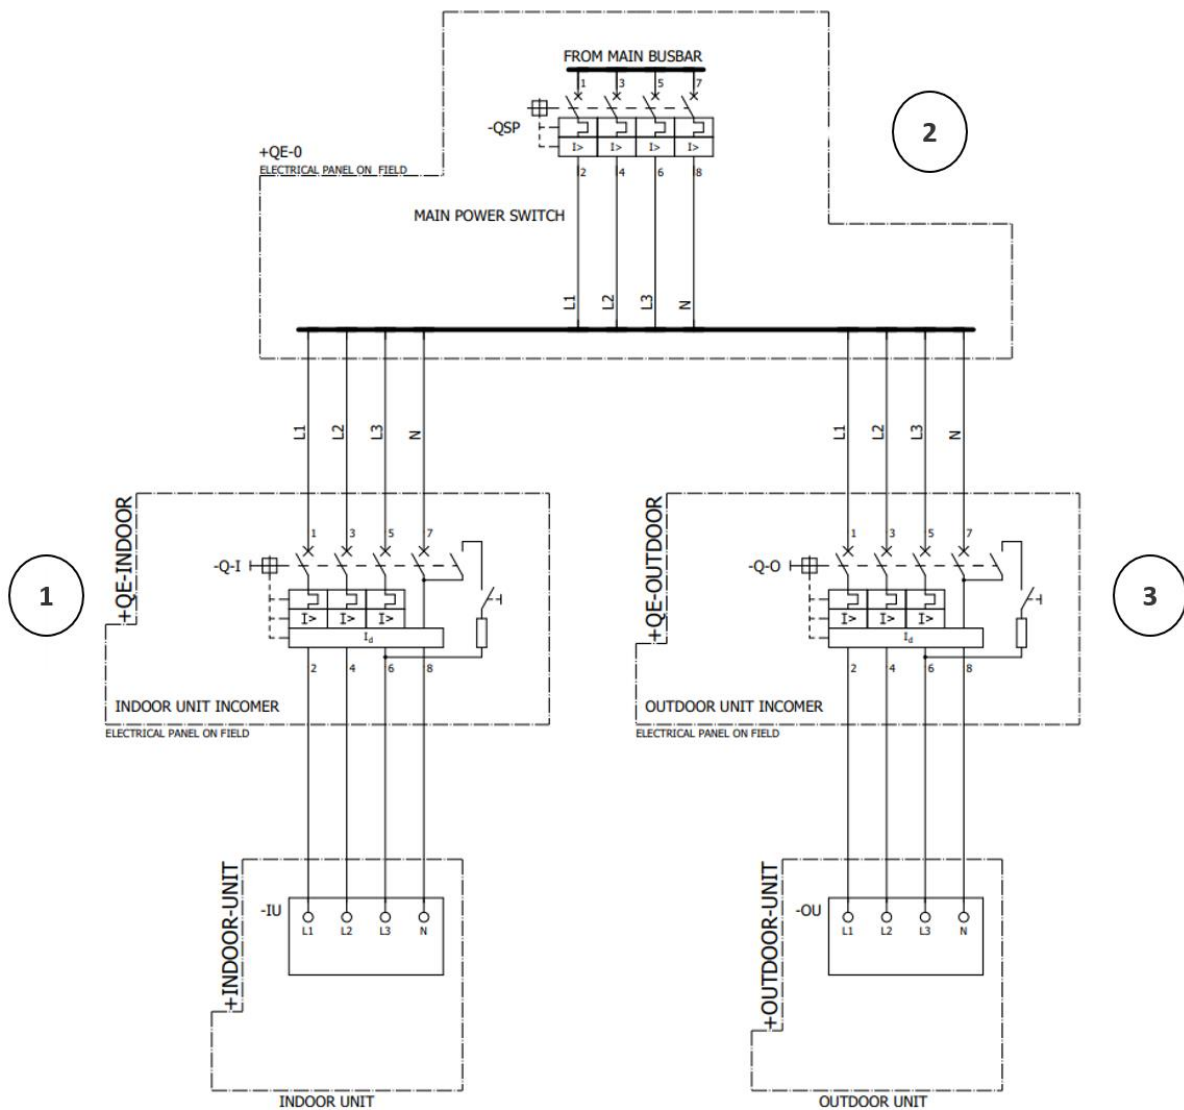 FROM MAIN BUSBAR
1 3 5 7
2
-QSP
I> I> I> I>
+QE-0
ELECTRICAL PANEL ON FIELD
2 4 6 8
MAIN POWER SWITCH
L1 L2 L3 N
L1 L2 L3 N
L1 L2 L3 N
+QE-INDOOR
1 3 5 7
-Q-I
1
I> I> I>
Id
2 4 6 8
INDOOR UNIT INCOMER
ELECTRICAL PANEL ON FIELD
+QE-OUTDOOR
1 3 5 7
-Q-O
3
I> I> I>
Id
2 4 6 8
OUTDOOR UNIT INCOMER
ELECTRICAL PANEL ON FIELD
+INDOOR-UNIT
-IU
L1 L2 L3 N
INDOOR UNIT
+OUTDOOR-UNIT
-OU
L1 L2 L3 N
OUTDOOR UNIT